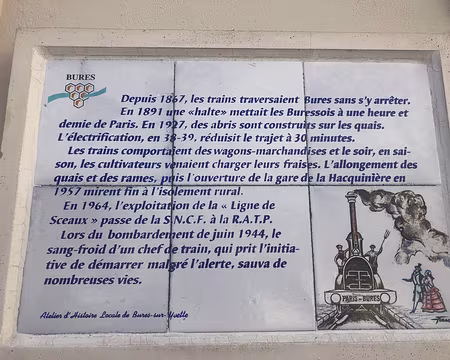 BURES
Depuis 1867, les trains traversaient Bures sans s'y arrêter.
En 1891 une «halte» mettait les Buressois à une heure et
demie de Paris. En 1927, des abris sont construits sur les quais.
L'électrification, en 38-39, réduisit le trajet à 30 minutes.
Les trains comportaient des wagons-marchandises et le soir, en sai-
son, les cultivateurs venaient charger leurs fraises. L'allongement des
quais et des rames, puis l'ouverture de la gare de la Hacquinière en
1957 mirent fin à l'isolement rural.
En 1964, l'exploitation de la « Ligne de
Sceaux » passe de la S.N.C.F. à la R.A.T.P.
Lors du bombardement de juin 1944, le
sang-froid d'un chef de train, qui prit l'initia-
tive de démarrer malgré l'alerte, sauva de
nombreuses vies.
PARIS - BURES
Atelier d'Histoire Locale de Bures-sur-Yvette